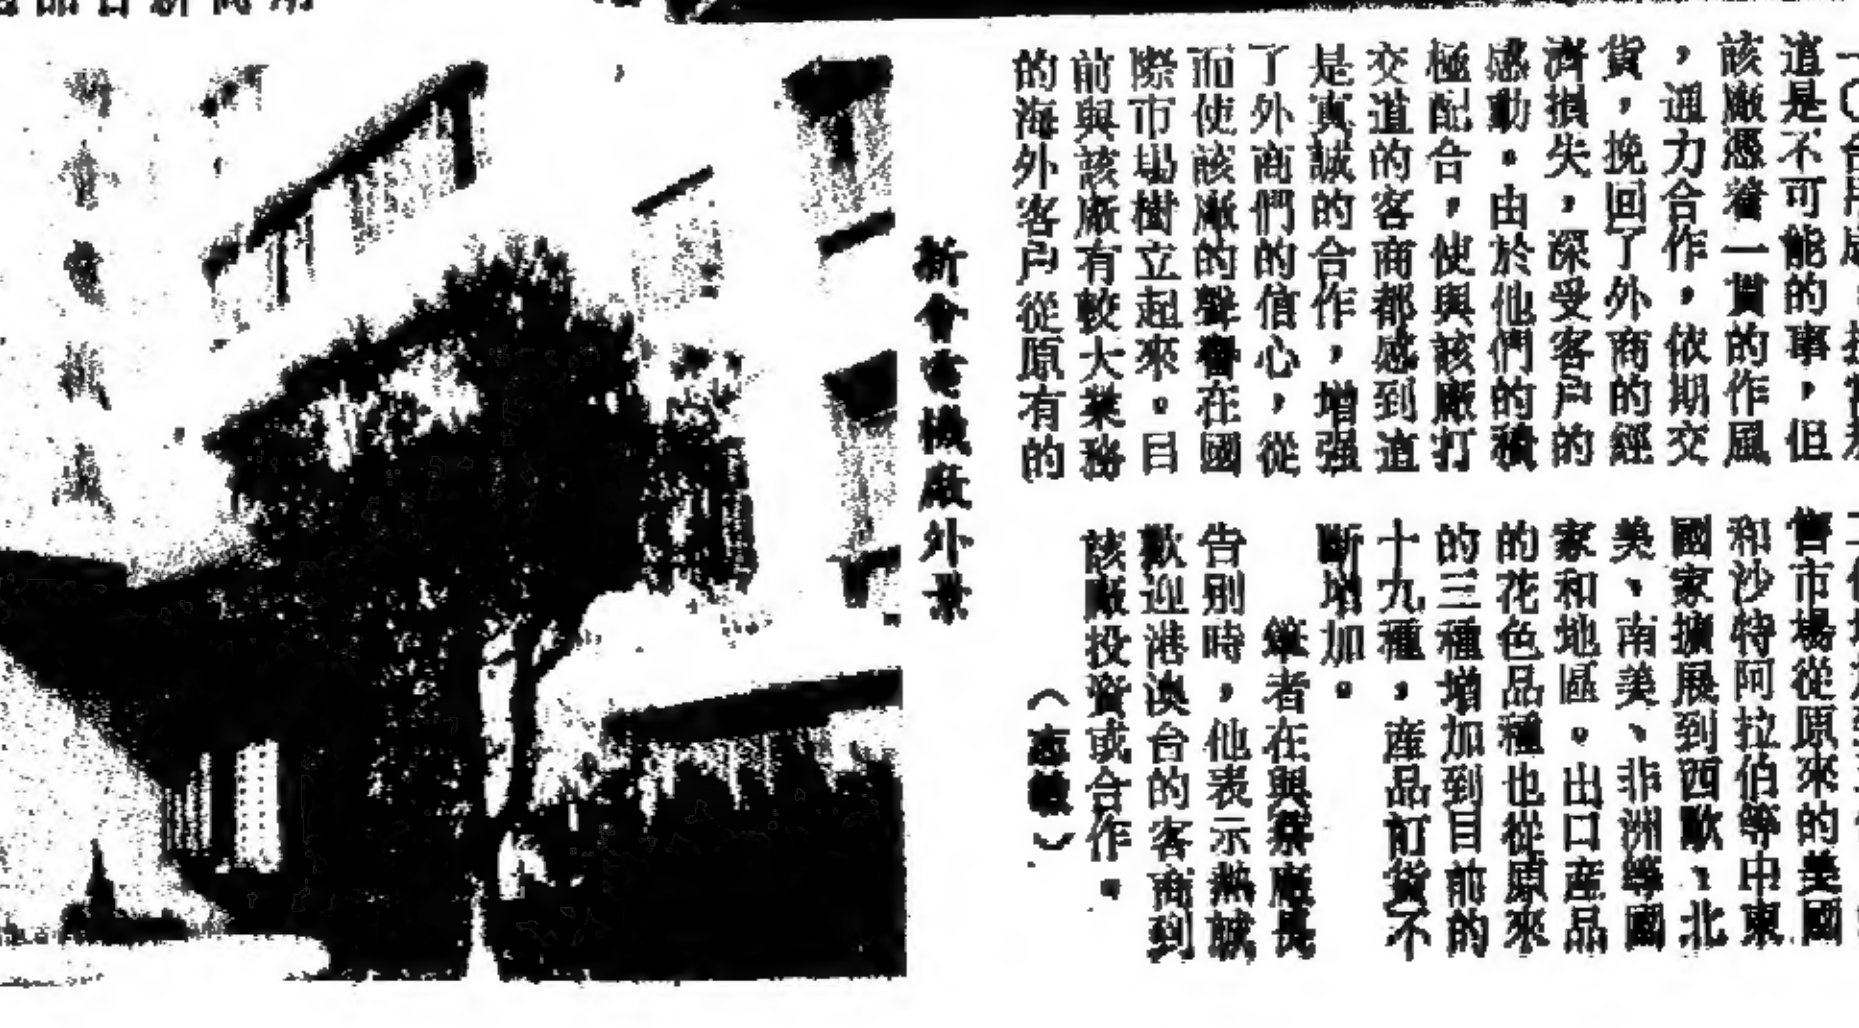 道是不可能的事，但
該廠憑着一貫的作風
，通力合作，依期交
貨，挽回了外商的經
濟損失，深受客戶的
感動。由於他們的積
極配合，使與該廠打
交道的客商都感到道
是真誠的合作，增强
了外商們的信心，從
而使該廠的聲譽在國
際市場樹立起來。目
前與該廠有較大業務
的海外客戶從原有的
售市場從原來的美國
和沙特阿拉伯等中東
國家擴展到西歐、北
美、南美、非洲等國
家和地區。出口產品
的花色品種也從原來
的三種增加到目前的
十九種，產品訂貨不
斷增加。
筆者在與蔡廠長
告別時，他表示熱誠
歡迎港澳台的客商到
該廠投資或合作。
新會電機廠外景